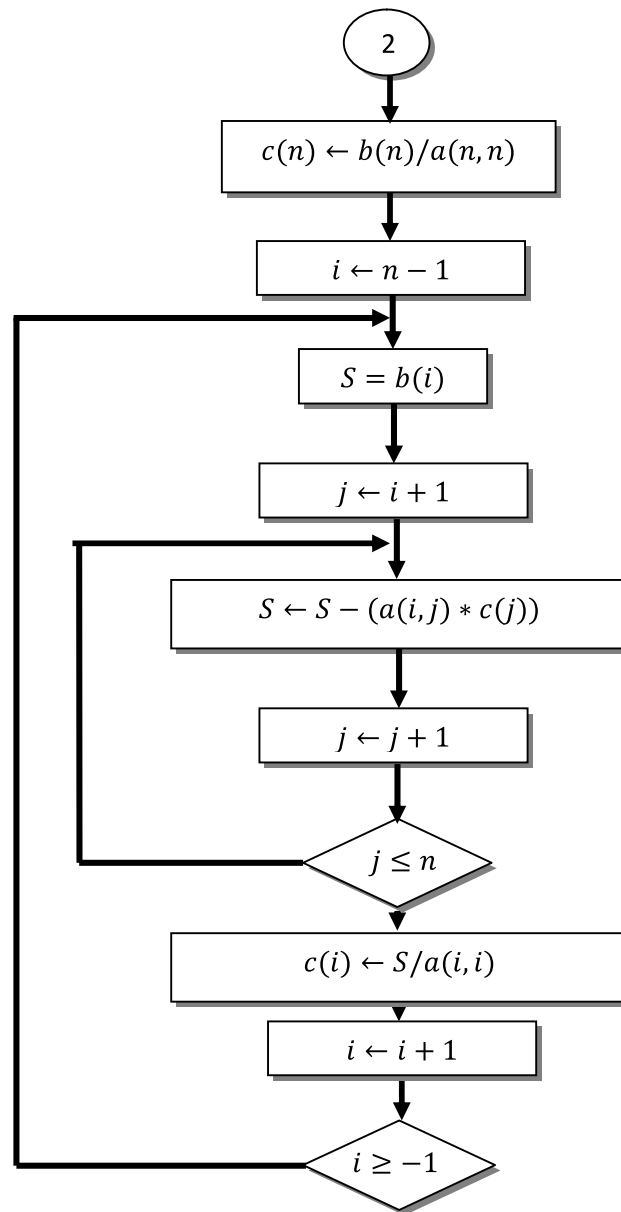 2
c(n) ← b(n)/a(n, n)
i ← n − 1
S = b(i)
j ← i + 1
S ← S − (a(i, j) ∗ c(j))
j ← j + 1
j ≤ n
c(i) ← S/a(i, i)
i ← i + 1
i ≥ −1